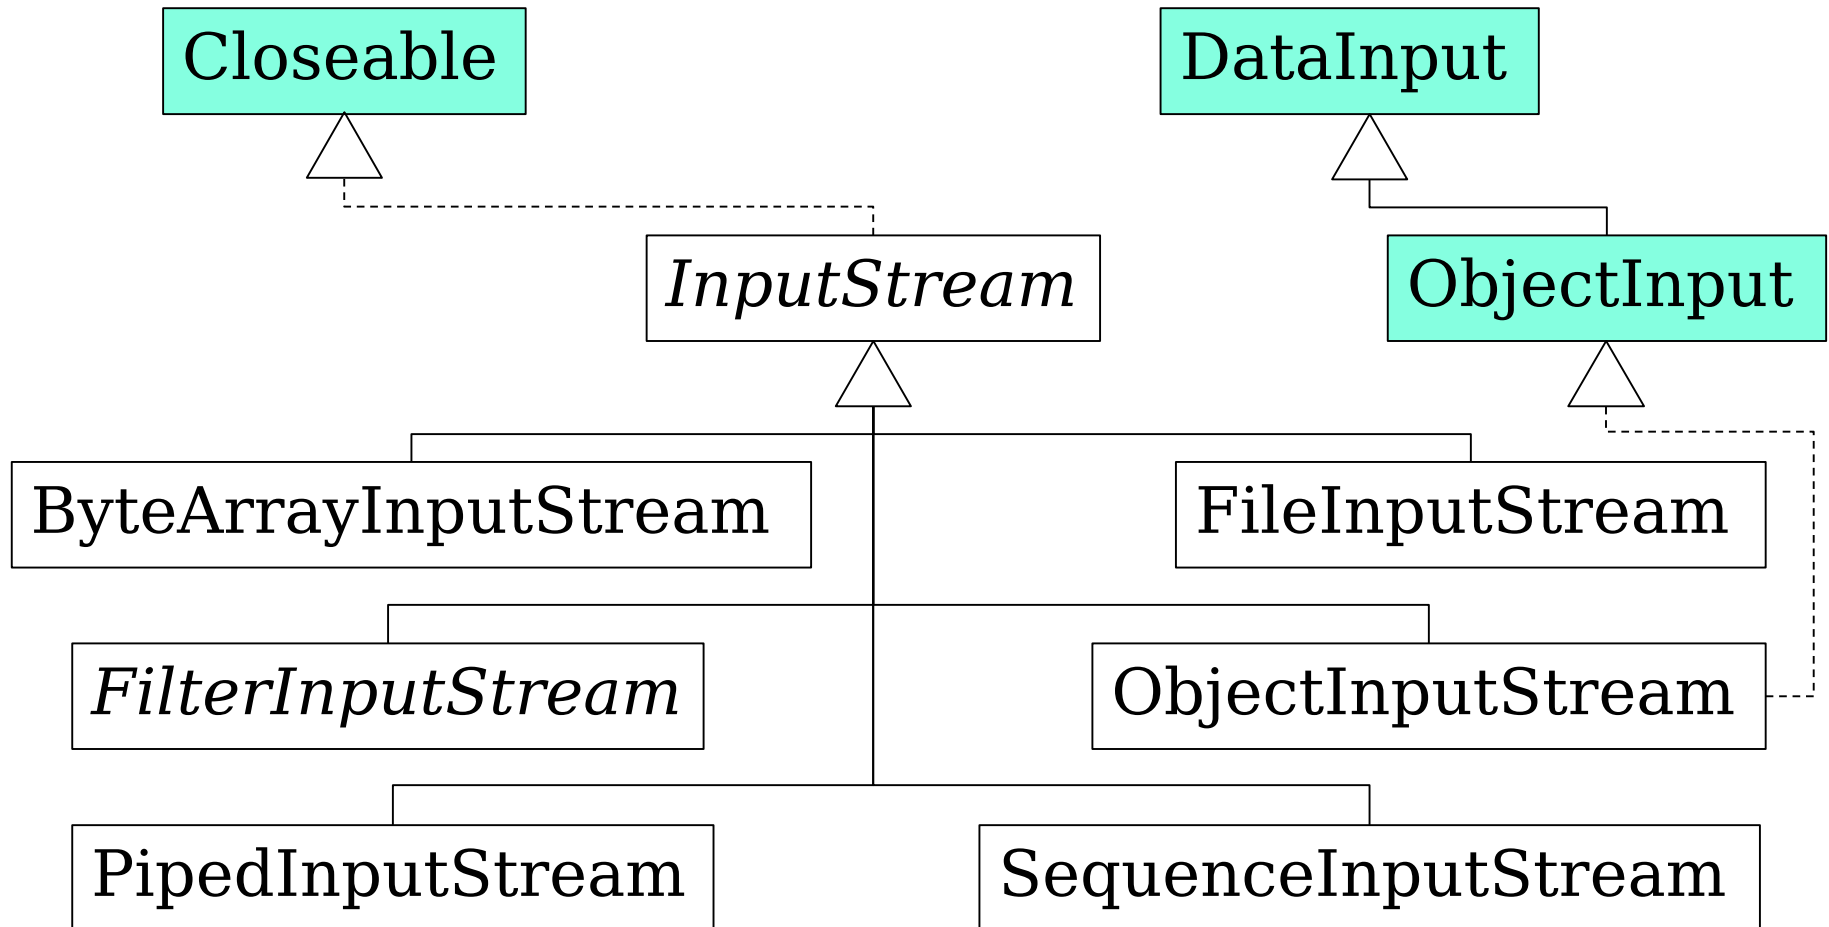 Closeable
DataInput
InputStream
ObjectInput
ByteArrayInputStream
FileInputStream
FilterInputStream
ObjectInputStream
PipedInputStream
SequenceInputStream